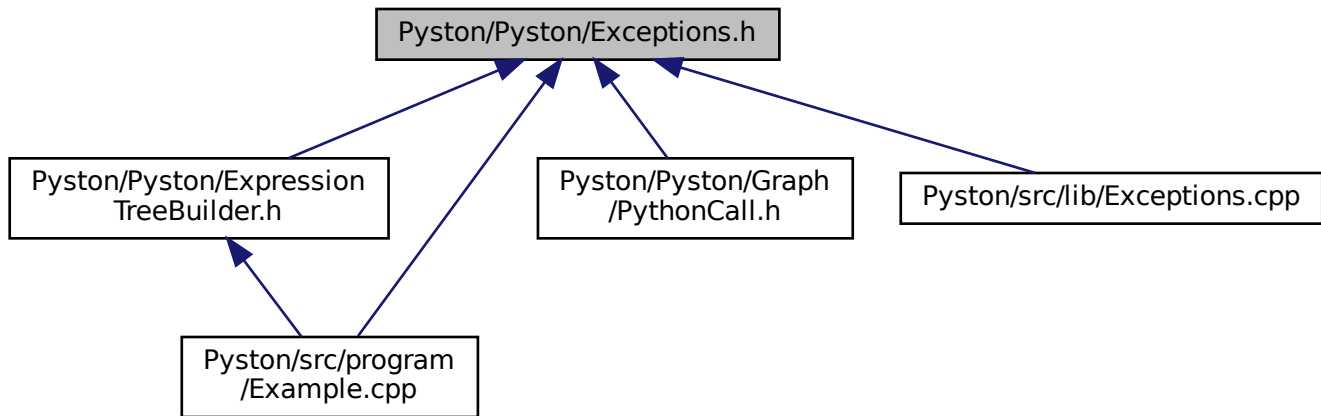 Pyston/Pyston/Exceptions.h
Pyston/Pyston/Expression
TreeBuilder.h
Pyston/Pyston/Graph
/PythonCall.h
Pyston/src/lib/Exceptions.cpp
Pyston/src/program
/Example.cpp